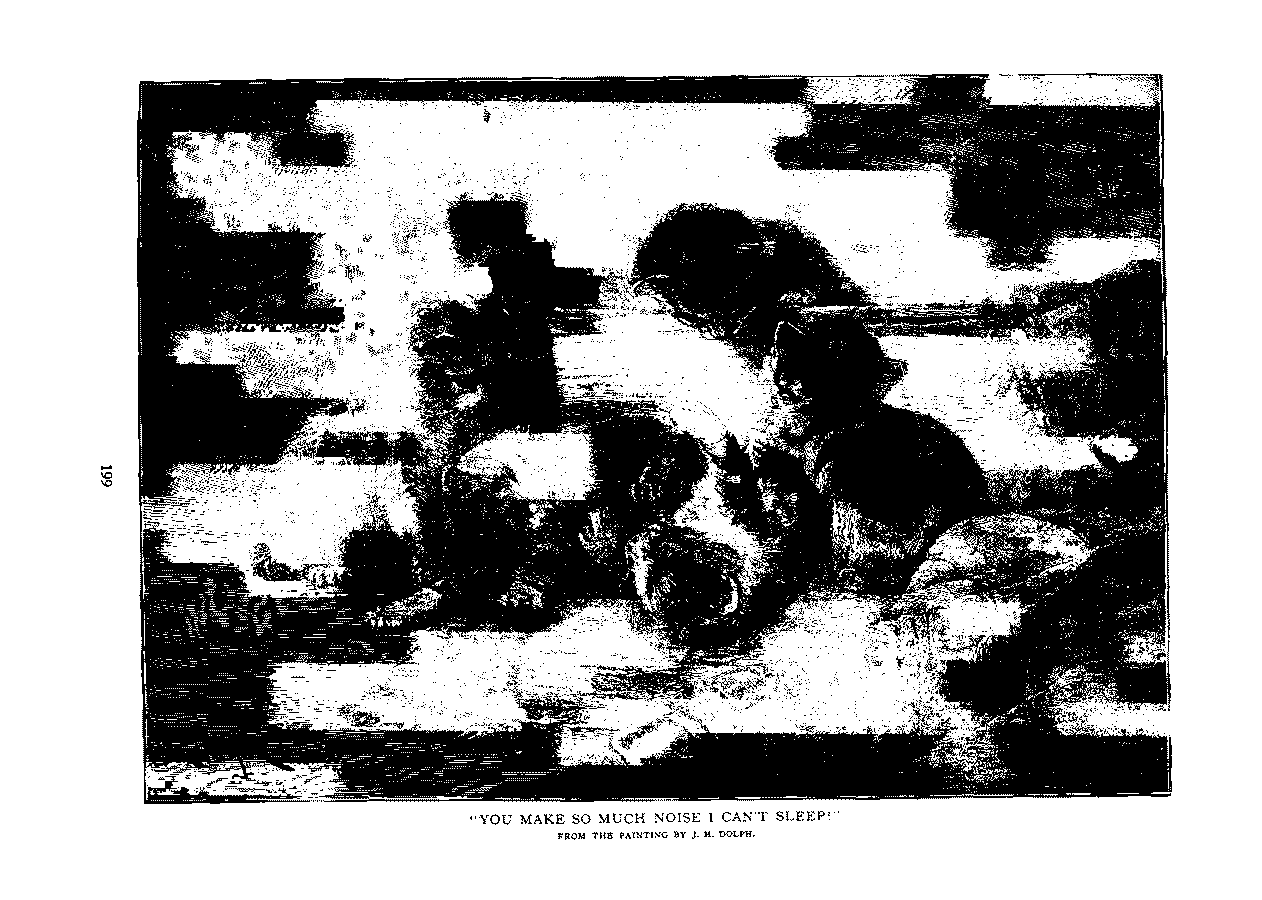 199
"YOU MAKE SO MUCH NOISE I CAN'T SLEEP!"
FROM THE PAINTING BY J. H. DOLPH.